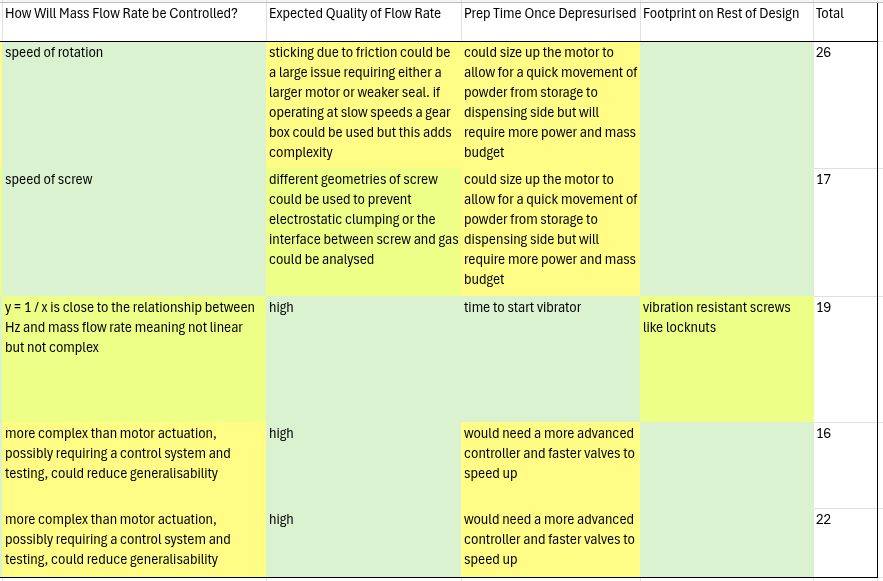 How Will Mass Flow Rate be Controlled? Expected Quality of Flow Rate Prep Time Once Depresurised Footprint on Rest of Design Total
speed of rotation
sticking due to friction could be
a large issue requiring either a
larger motor or weaker seal. if
operating at slow speeds a gear
box could be used but this adds
complexity
could size up the motor to
allow for a quick movement of
powder from storage to
dispensing side but will
require more power and mass
budget
26
speed of screw
different geometries of screw
could be used to prevent
electrostatic clumping or the
interface between screw and gas
could be analysed
could size up the motor to
allow for a quick movement of
powder from storage to
dispensing side but will
require more power and mass
budget
17
y = 1 / x is close to the relationship between
Hz and mass flow rate meaning not linear
but not complex
high
time to start vibrator
vibration resistant screws
like locknuts
19
more complex than motor actuation,
possibly requiring a control system and
testing, could reduce generalisability
high
would need a more advanced
controller and faster valves to
speed up
16
more complex than motor actuation,
possibly requiring a control system and
testing, could reduce generalisability
high
would need a more advanced
controller and faster valves to
speed up
22